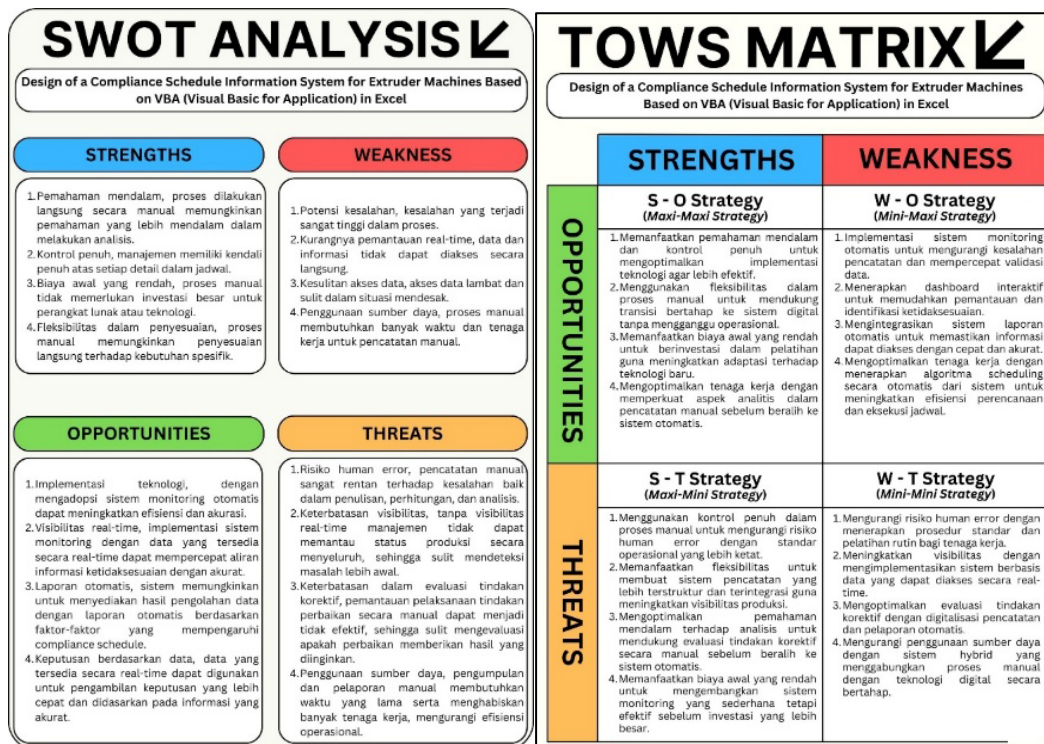 SWOT ANALYSIS
Design of a Compliance Schedule Information System for Extruder Machines Based
on VBA (Visual Basic for Application) in Excel
STRENGTHS
1.Pemahaman mendalam, proses dilakukan
langsung secara manual memungkinkan
pemahaman yang lebih mendalam dalam
melakukan analisis.
2.Kontrol penuh, manajemen memiliki kendali
penuh atas setiap detail dalam jadwal.
3.Biaya awal yang rendah, proses manual
tidak memerlukan investasi besar untuk
perangkat lunak atau teknologi.
4.Fleksibilitas dalam penyesuaian, proses
manual memungkinkan penyesuaian
langsung terhadap kebutuhan spesifik.
WEAKNESS
1.Potensi kesalahan, kesalahan yang terjadi
sangat tinggi dalam proses.
2.Kurangnya pemantauan real-time, data dan
informasi tidak dapat diakses secara
langsung.
3.Kesulitan akses data, akses data lambat dan
sulit dalam situasi mendesak.
4.Penggunaan sumber daya, proses manual
membutuhkan banyak waktu dan tenaga
kerja untuk pencatatan manual.
OPPORTUNITIES
1.Implementasi teknologi, dengan
mengadopsi sistem monitoring otomatis
dapat meningkatkan efisiensi dan akurasi.
2.Visibilitas real-time, implementasi sistem
monitoring dengan data yang tersedia
secara real-time dapat mempercepat aliran
informasi ketidaksesuaian dengan akurat.
3.Laporan otomatis, sistem memungkinkan
untuk menyediakan hasil pengolahan data
dengan laporan otomatis berdasarkan
faktor-faktor yang mempengaruhi
compliance schedule.
4.Keputusan berdasarkan data, data yang
tersedia secara real-time dapat digunakan
untuk pengambilan keputusan yang lebih
cepat dan didasarkan pada informasi yang
akurat.
THREATS
1.Risiko human error, pencatatan manual
sangat rentan terhadap kesalahan baik
dalam penulisan, perhitungan, dan analisis.
2.Keterbatasan visibilitas, tanpa visibilitas
real-time manajemen tidak dapat
memantau status produksi secara
menyeluruh, sehingga sulit mendeteksi
masalah lebih awal.
3.Keterbatasan dalam evaluasi tindakan
korektif, pemantauan pelaksanaan tindakan
perbaikan secara manual dapat menjadi
tidak efektif, sehingga sulit mengevaluasi
apakah perbaikan memberikan hasil yang
diinginkan.
4.Penggunaan sumber daya, pengumpulan
dan pelaporan manual membutuhkan
waktu yang lama serta menghabiskan
banyak tenaga kerja, mengurangi efisiensi
operasional.
TOWS MATRIX
Design of a Compliance Schedule Information System for Extruder Machines
Based on VBA (Visual Basic for Application) in Excel
STRENGTHS
WEAKNESS
OPPORTUNITIES
S - O Strategy
(Maxi-Maxi Strategy)
1.Memanfaatkan pemahaman mendalam
dan kontrol penuh untuk
mengoptimalkan implementasi
teknologi agar lebih efektif.
2.Menggunakan fleksibilitas dalam
proses manual untuk mendukung
transisi bertahap ke sistem digital
tanpa mengganggu operasional.
3.Memanfaatkan biaya awal yang rendah
untuk berinvestasi dalam pelatihan
guna meningkatkan adaptasi terhadap
teknologi baru.
4.Mengoptimalkan tenaga kerja dengan
memperkuat aspek analitis dalam
pencatatan manual sebelum beralih ke
sistem otomatis.
W - O Strategy
(Mini-Maxi Strategy)
1.Implementasi sistem monitoring
otomatis untuk mengurangi kesalahan
pencatatan dan mempercepat validasi
data.
2.Menerapkan dashboard interaktif
untuk memudahkan pemantauan dan
identifikasi ketidaksesuaian.
3.Mengintegrasikan sistem laporan
otomatis untuk memastikan informasi
dapat diakses dengan cepat dan akurat.
4.Mengoptimalkan tenaga kerja dengan
menerapkan algoritma scheduling
secara otomatis dari sistem untuk
meningkatkan efisiensi perencanaan
dan eksekusi jadwal.
THREATS
S - T Strategy
(Maxi-Mini Strategy)
1.Menggunakan kontrol penuh dalam
proses manual untuk mengurangi risiko
human error dengan standar
operasional yang lebih ketat.
2.Memanfaatkan fleksibilitas untuk
membuat sistem pencatatan yang
lebih terstruktur dan terintegrasi guna
meningkatkan visibilitas produksi.
3.Mengoptimalkan pemahaman
mendalam terhadap analisis untuk
mendukung evaluasi tindakan korektif
secara manual sebelum beralih ke
sistem otomatis.
4.Memanfaatkan biaya awal yang rendah
untuk mengembangkan sistem
monitoring yang sederhana tetapi
efektif sebelum investasi yang lebih
besar.
W - T Strategy
(Mini-Mini Strategy)
1.Mengurangi risiko human error dengan
menerapkan prosedur standar dan
pelatihan rutin bagi tenaga kerja.
2.Meningkatkan visibilitas dengan
mengimplementasikan sistem berbasis
data yang dapat diakses secara real-
time.
3.Mengoptimalkan evaluasi tindakan
korektif dengan digitalisasi pencatatan
dan pelaporan otomatis.
4.Mengurangi penggunaan sumber daya
dengan sistem hybrid yang
menggabungkan proses manual
dengan teknologi digital secara
bertahap.